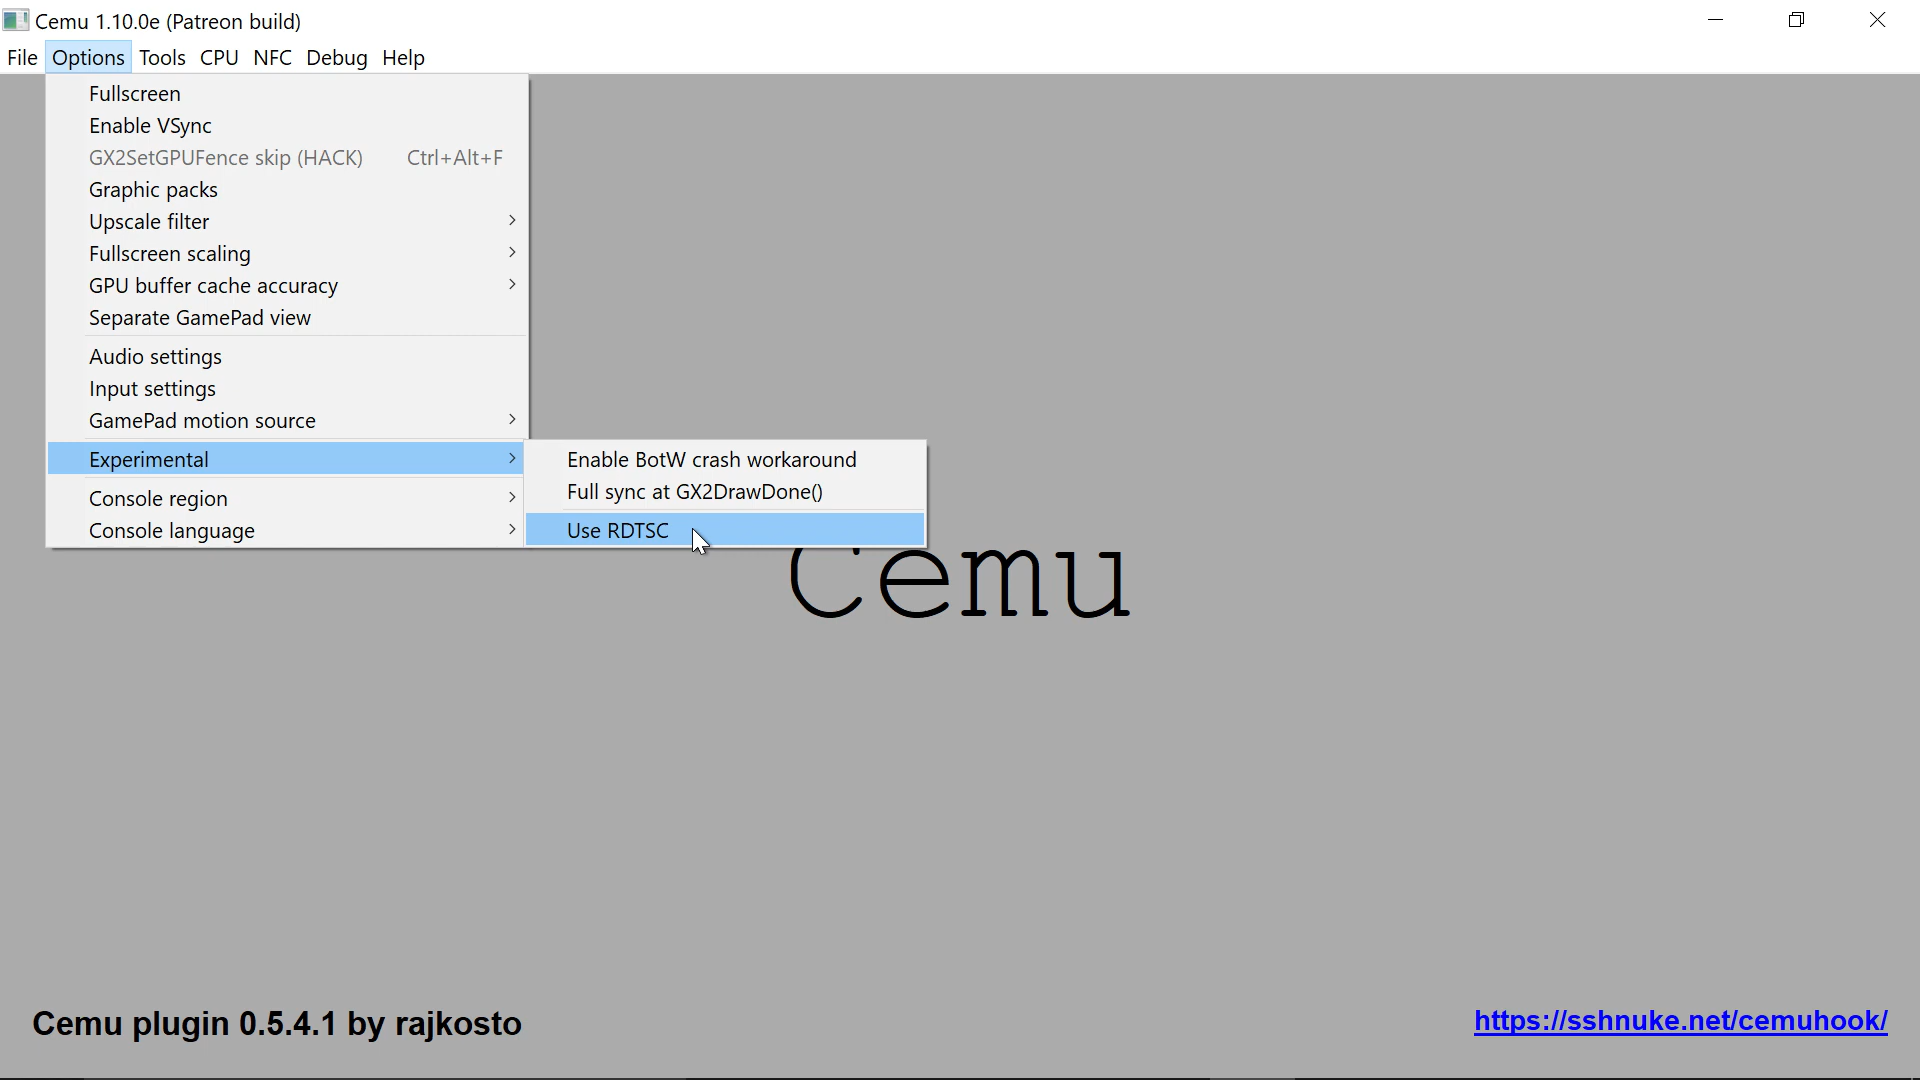 Cemu 1.10.0e (Patreon build)
File Options Tools CPU NFC Debug Help
Fullscreen
Enable VSync
GX2SetGPUFence skip (HACK) Ctrl+Alt+F
Graphic packs
Upscale filter
Fullscreen scaling
GPU buffer cache accuracy
Separate GamePad view
Audio settings
Input settings
GamePad motion source
Experimental
Console region
Console language
Enable BotW crash workaround
Full sync at GX2DrawDone()
Use RDTSC
Cemu
Cemu plugin 0.5.4.1 by rajkosto
https://sshnuke.net/cemuhook/